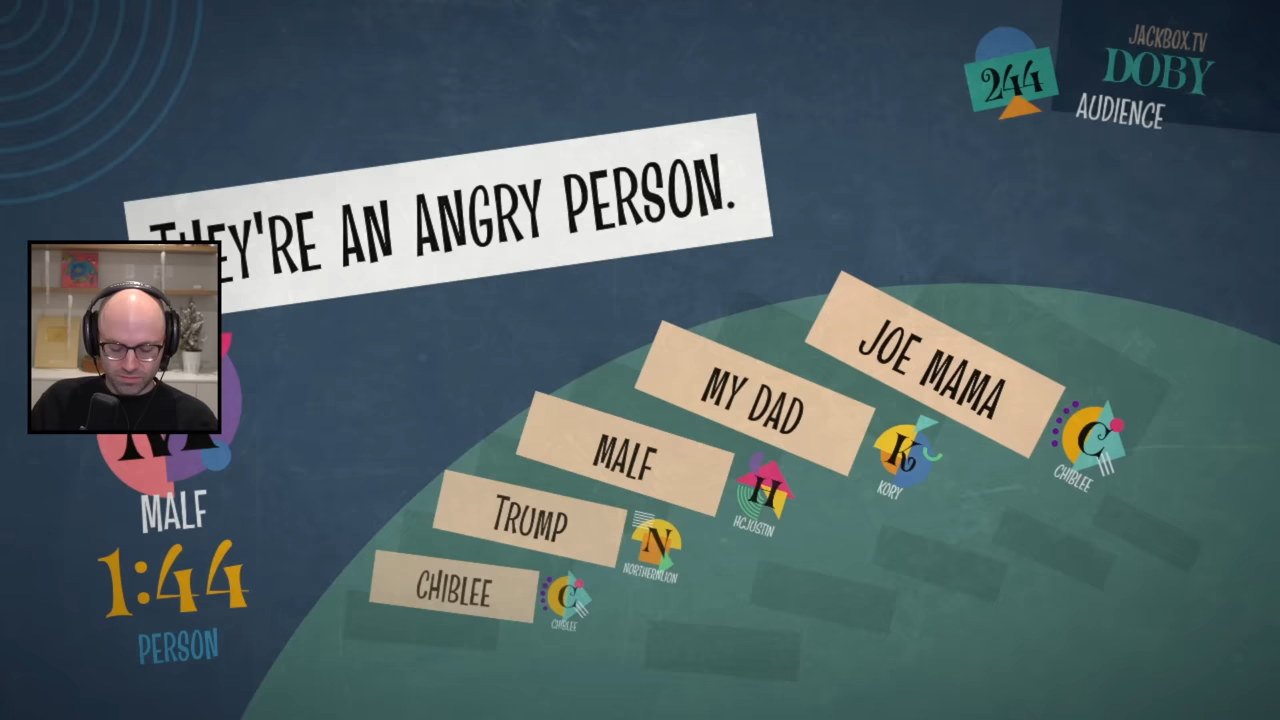 JACKBOX.TV
DOBY
244
AUDIENCE
EY'RE AN ANGRY PERSON.
JOE MAMA
C
CHIBLEE
MY DAD
K
KORY
MALF
H
HCJUSTIN
TRUMP
N
NORTHERNLION
CHIBLEE
C
CHIBLEE
MALF
1:44
PERSON